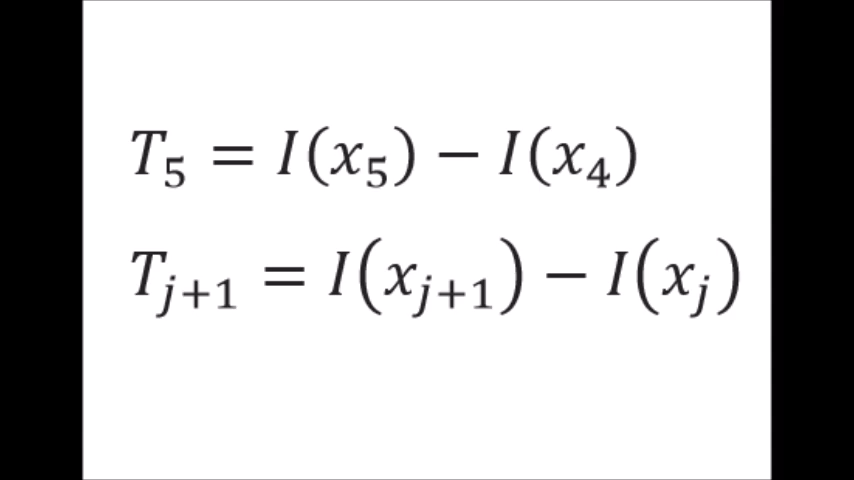 T₅ = I(x₅) − I(x₄)
Tⱼ₊₁ = I(xⱼ₊₁) − I(xⱼ)